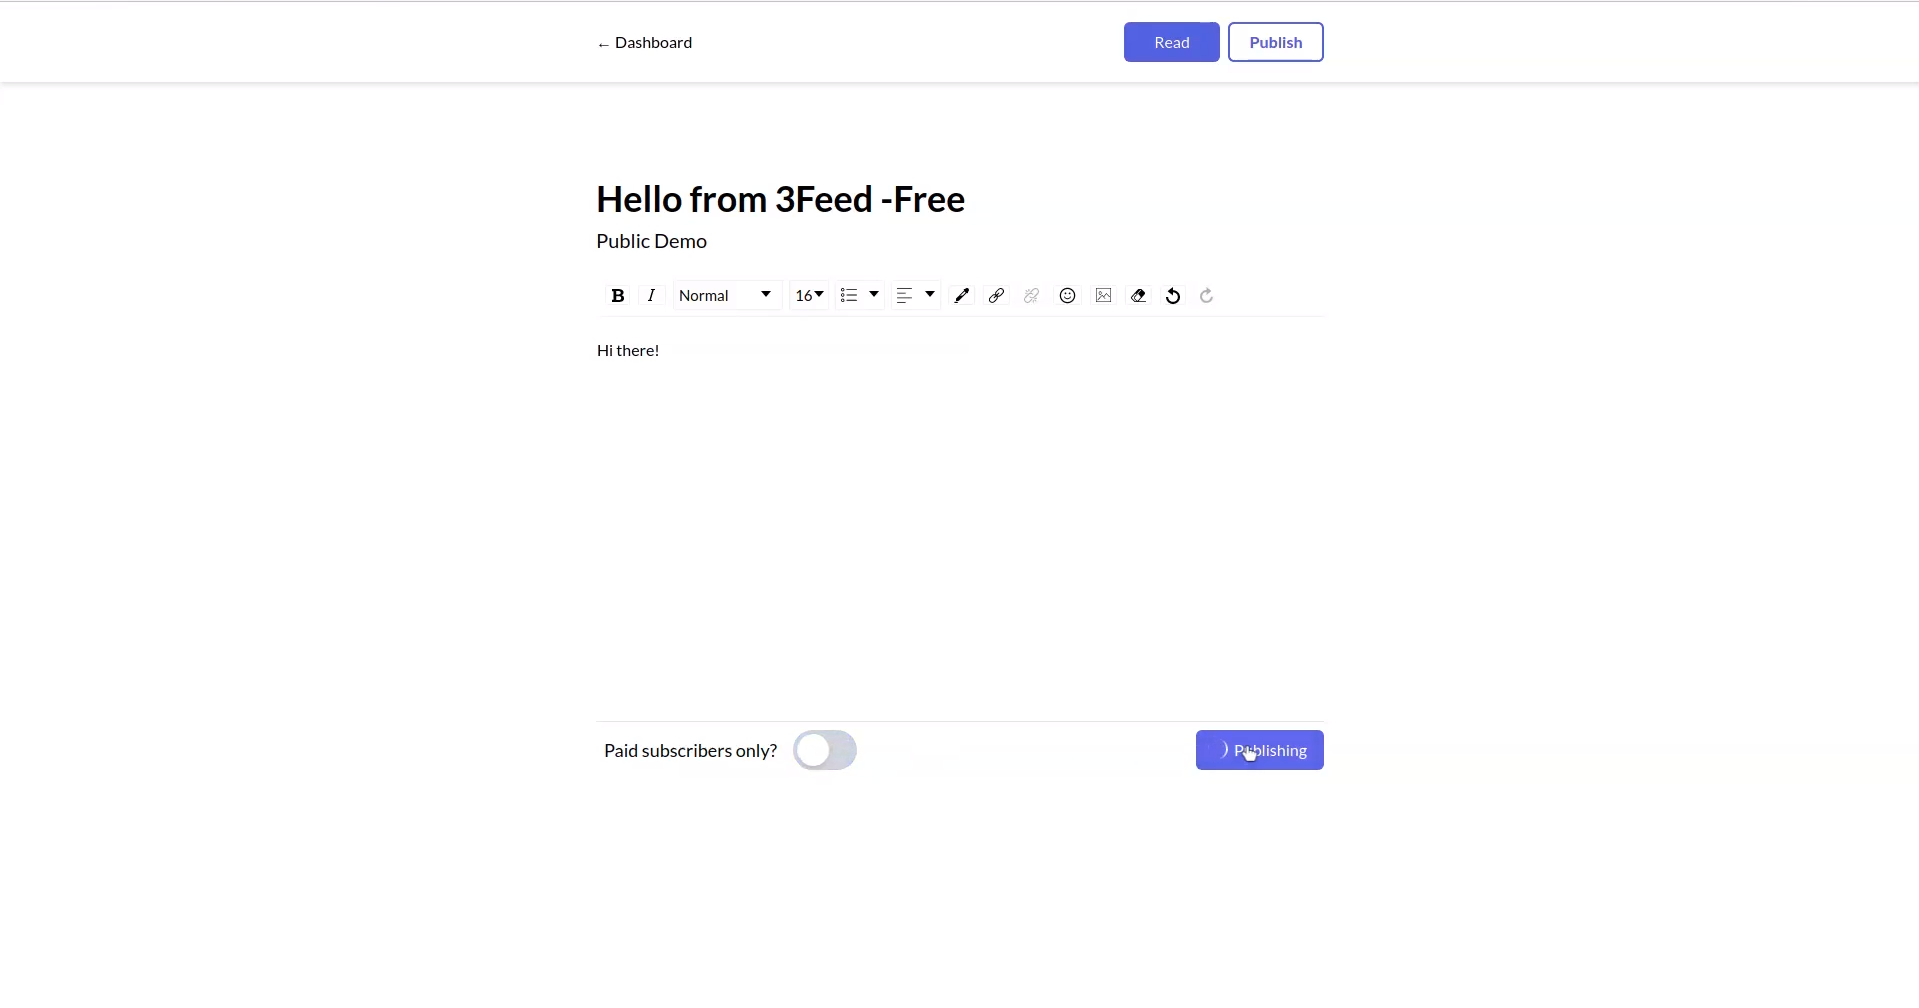 ← Dashboard
Read
Publish
Hello from 3Feed -Free
Public Demo
B I Normal 16
Hi there!
Paid subscribers only?
Publishing